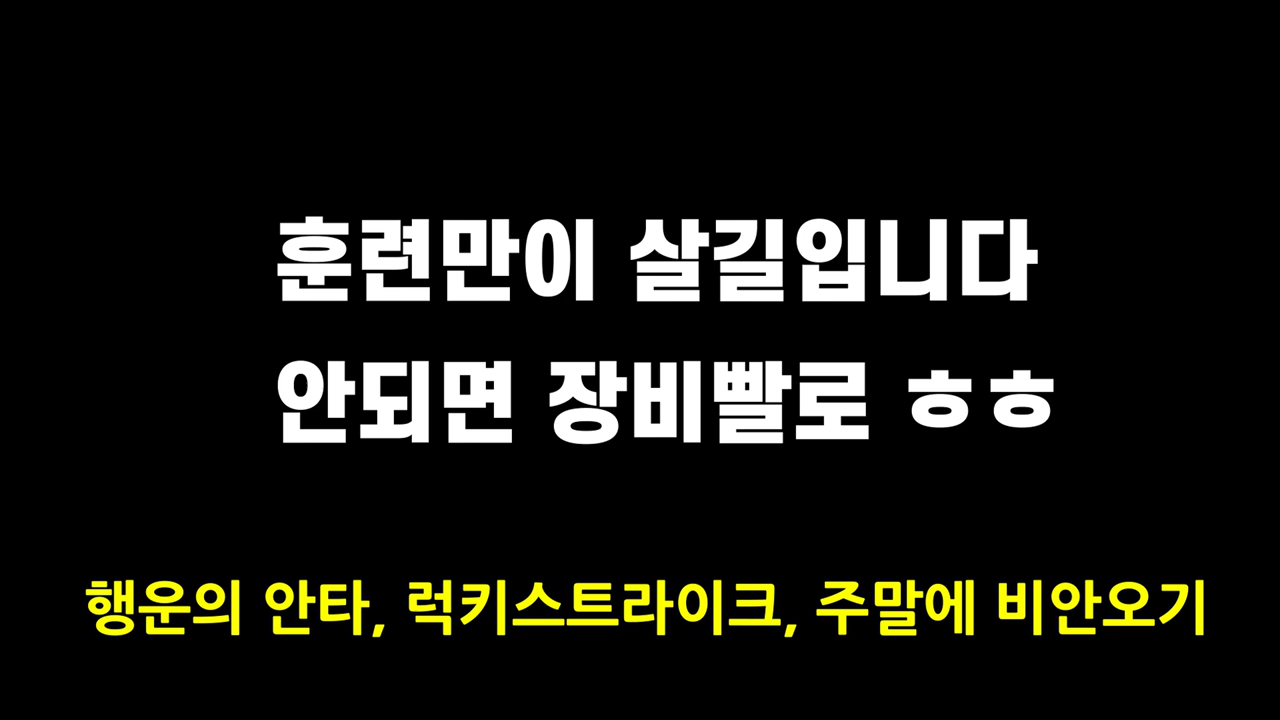 훈련만이 살길입니다
안되면 장비빨로 ㅎㅎ
행운의 안타, 럭키스트라이크, 주말에 비안오기